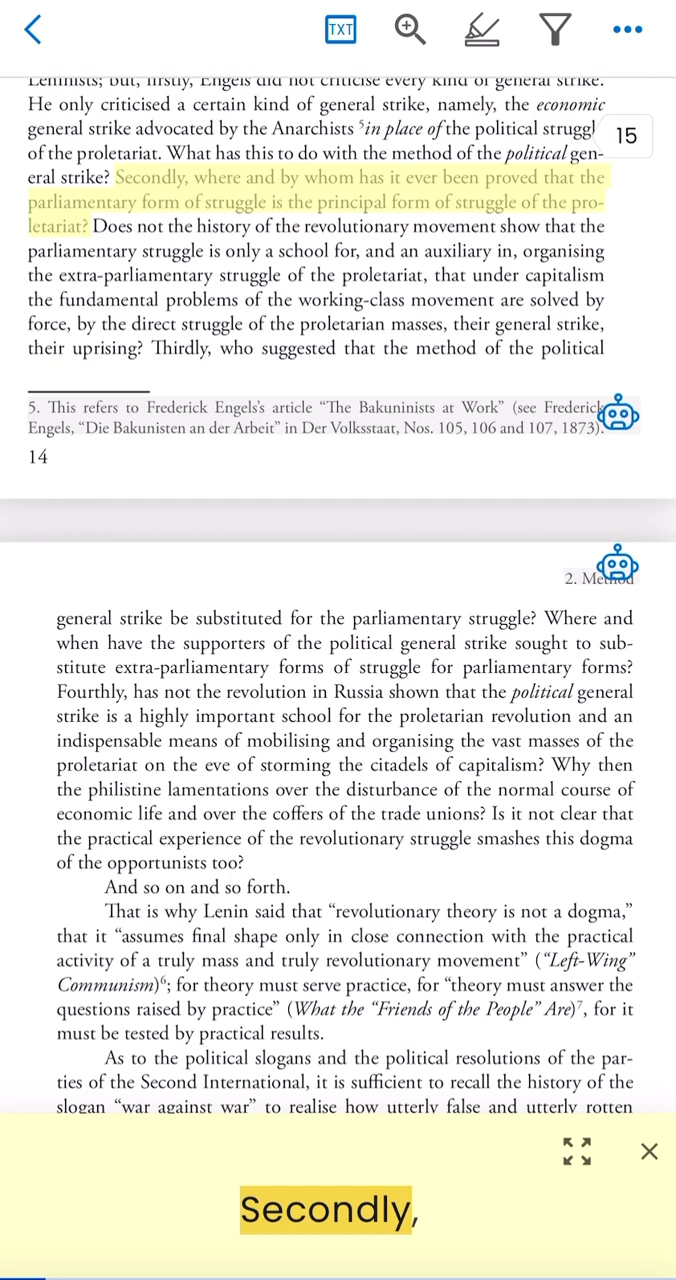 TXT
Leninists; but, firstly, Engels did not criticise every kind of general strike.
He only criticised a certain kind of general strike, namely, the economic
general strike advocated by the Anarchists ⁵in place of the political struggl
15
of the proletariat. What has this to do with the method of the political gen-
eral strike? Secondly, where and by whom has it ever been proved that the
parliamentary form of struggle is the principal form of struggle of the pro-
letariat? Does not the history of the revolutionary movement show that the
parliamentary struggle is only a school for, and an auxiliary in, organising
the extra-parliamentary struggle of the proletariat, that under capitalism
the fundamental problems of the working-class movement are solved by
force, by the direct struggle of the proletarian masses, their general strike,
their uprising? Thirdly, who suggested that the method of the political
5. This refers to Frederick Engels's article “The Bakuninists at Work” (see Frederick
Engels, “Die Bakunisten an der Arbeit” in Der Volksstaat, Nos. 105, 106 and 107, 1873).
14
2. Method
general strike be substituted for the parliamentary struggle? Where and
when have the supporters of the political general strike sought to sub-
stitute extra-parliamentary forms of struggle for parliamentary forms?
Fourthly, has not the revolution in Russia shown that the political general
strike is a highly important school for the proletarian revolution and an
indispensable means of mobilising and organising the vast masses of the
proletariat on the eve of storming the citadels of capitalism? Why then
the philistine lamentations over the disturbance of the normal course of
economic life and over the coffers of the trade unions? Is it not clear that
the practical experience of the revolutionary struggle smashes this dogma
of the opportunists too?
And so on and so forth.
That is why Lenin said that “revolutionary theory is not a dogma,”
that it “assumes final shape only in close connection with the practical
activity of a truly mass and truly revolutionary movement” (“Left-Wing”
Communism)⁶; for theory must serve practice, for “theory must answer the
questions raised by practice” (What the “Friends of the People” Are)⁷, for it
must be tested by practical results.
As to the political slogans and the political resolutions of the par-
ties of the Second International, it is sufficient to recall the history of the
slogan “war against war” to realise how utterly false and utterly rotten
Secondly,